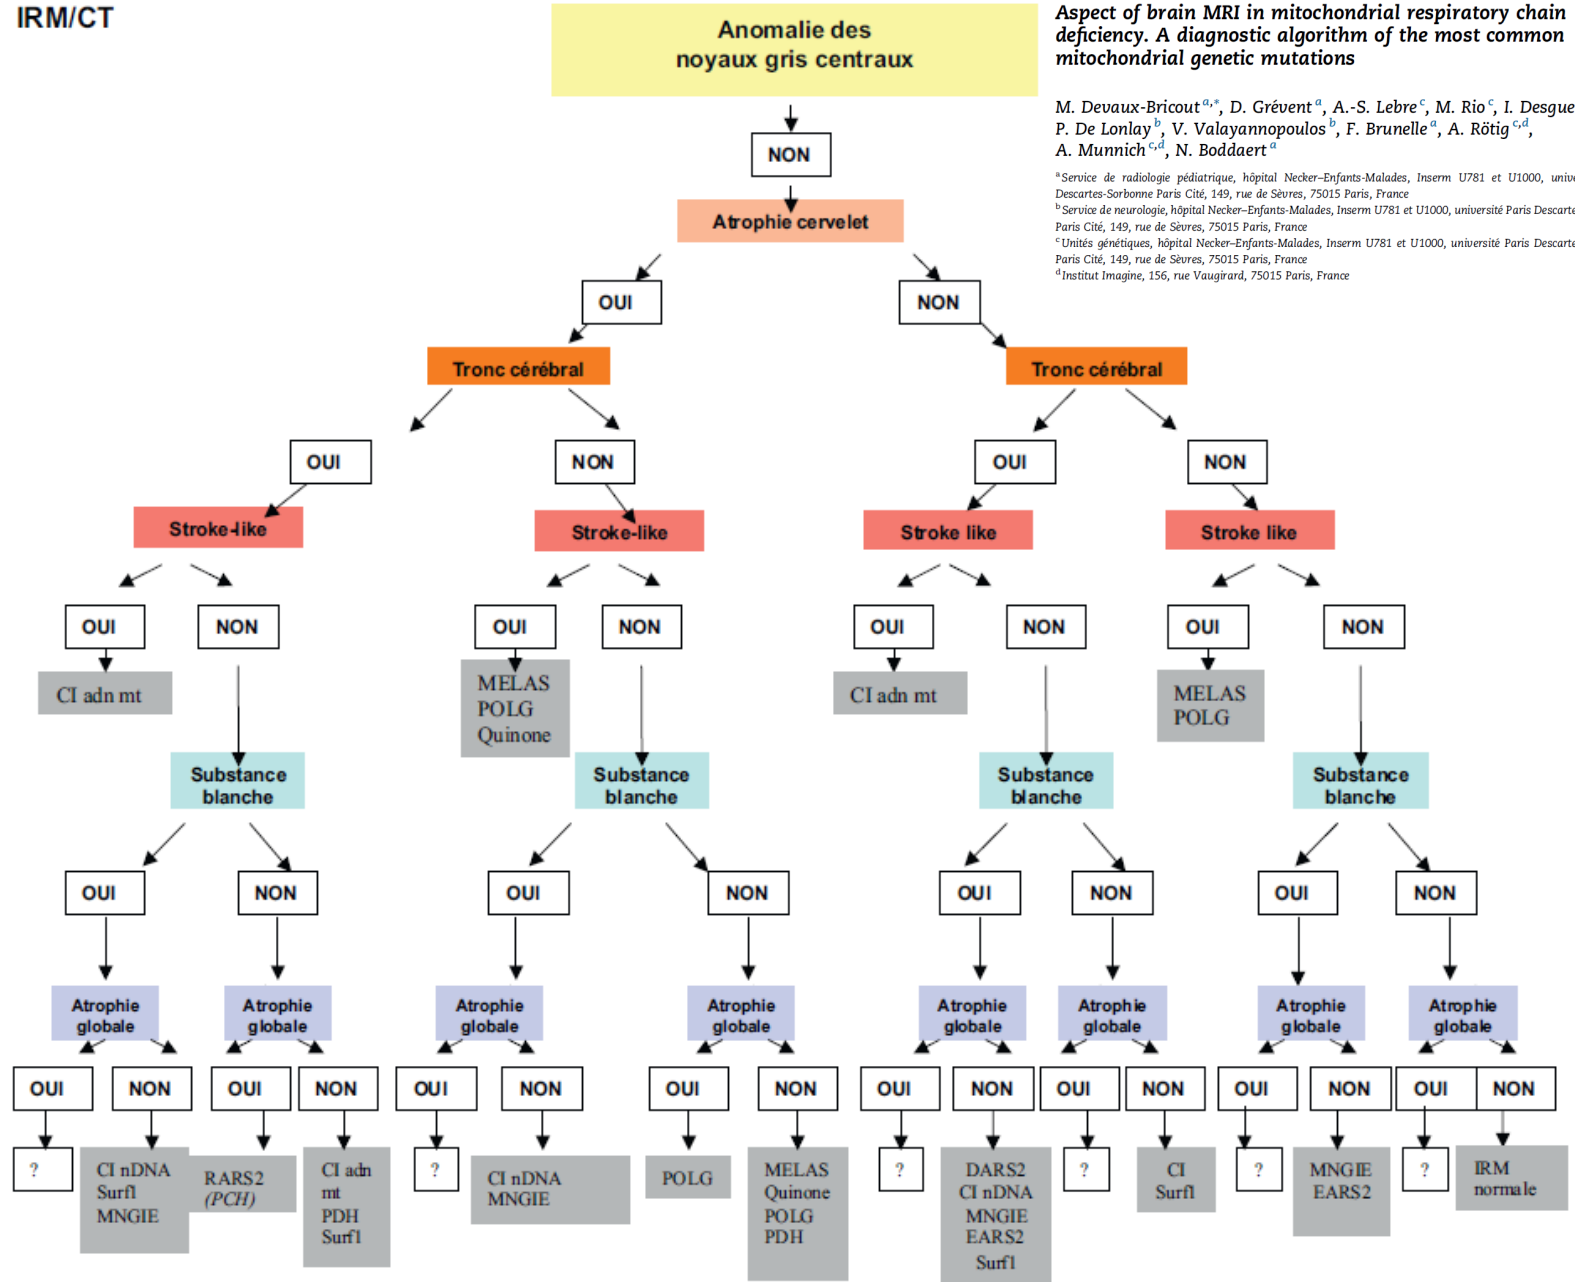 IRM/CT
Anomalie des
noyaux gris centraux
Aspect of brain MRI in mitochondrial respiratory chain
deficiency. A diagnostic algorithm of the most common
mitochondrial genetic mutations
M. Devaux-Bricout a,*, D. Grévent a, A.-S. Lebre c, M. Rio c, I. Desgue
P. De Lonlay b, V. Valayannopoulos b, F. Brunelle a, A. Rötig c,d,
A. Munnich c,d, N. Boddaert a
a Service de radiologie pédiatrique, hôpital Necker–Enfants-Malades, Inserm U781 et U1000, unive
Descartes-Sorbonne Paris Cité, 149, rue de Sèvres, 75015 Paris, France
b Service de neurologie, hôpital Necker–Enfants-Malades, Inserm U781 et U1000, université Paris Descarte
Paris Cité, 149, rue de Sèvres, 75015 Paris, France
c Unités génétiques, hôpital Necker–Enfants-Malades, Inserm U781 et U1000, université Paris Descarte
Paris Cité, 149, rue de Sèvres, 75015 Paris, France
d Institut Imagine, 156, rue Vaugirard, 75015 Paris, France
NON
Atrophie cervelet
OUI
NON
Tronc cérébral
Tronc cérébral
OUI
NON
OUI
NON
Stroke-like
Stroke-like
Stroke like
Stroke like
OUI
NON
OUI
NON
OUI
NON
OUI
NON
CI adn mt
MELAS
POLG
Quinone
CI adn mt
MELAS
POLG
Substance
blanche
Substance
blanche
Substance
blanche
Substance
blanche
OUI
NON
OUI
NON
OUI
NON
OUI
NON
Atrophie
globale
Atrophie
globale
Atrophie
globale
Atrophie
globale
Atrophie
globale
Atrophie
globale
Atrophie
globale
Atrophie
globale
OUI
NON
OUI
NON
OUI
NON
OUI
NON
OUI
NON
OUI
NON
OUI
NON
OUI
NON
?
CI nDNA
Surf1
MNGIE
RARS2
(PCH)
CI adn
mt
PDH
Surf1
?
CI nDNA
MNGIE
POLG
MELAS
Quinone
POLG
PDH
?
DARS2
CI nDNA
MNGIE
EARS2
Surf1
?
CI
Surf1
?
MNGIE
EARS2
?
IRM
normale